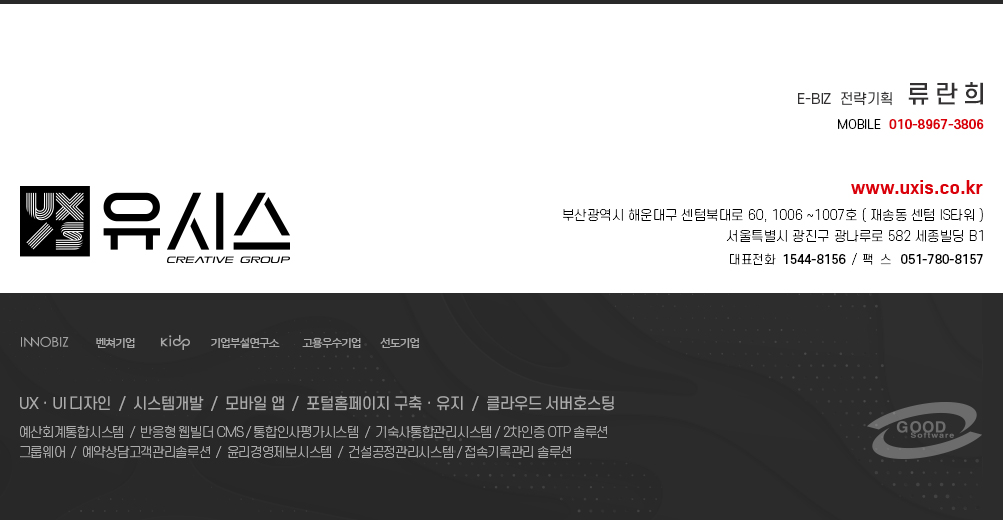 E-BIZ 전략기획 류란희
MOBILE 010-8967-3806
UXIS 유시스
CREATIVE GROUP
www.uxis.co.kr
부산광역시 해운대구 센텀북대로 60, 1006 ~1007호 ( 재송동 센텀 IS타워 )
서울특별시 광진구 광나루로 582 세종빌딩 B1
대표전화 1544-8156 / 팩 스 051-780-8157
INNOBIZ 벤처기업 kidp 기업부설연구소 고용우수기업 선도기업
UX · UI 디자인 / 시스템개발 / 모바일 앱 / 포털홈페이지 구축 · 유지 / 클라우드 서버호스팅
예산회계통합시스템 / 반응형 웹빌더 CMS / 통합인사평가시스템 / 기숙사통합관리시스템 / 2차인증 OTP 솔루션
그룹웨어 / 예약상담고객관리솔루션 / 윤리경영제보시스템 / 건설공정관리시스템 / 접속기록관리 솔루션
GOOD
Software